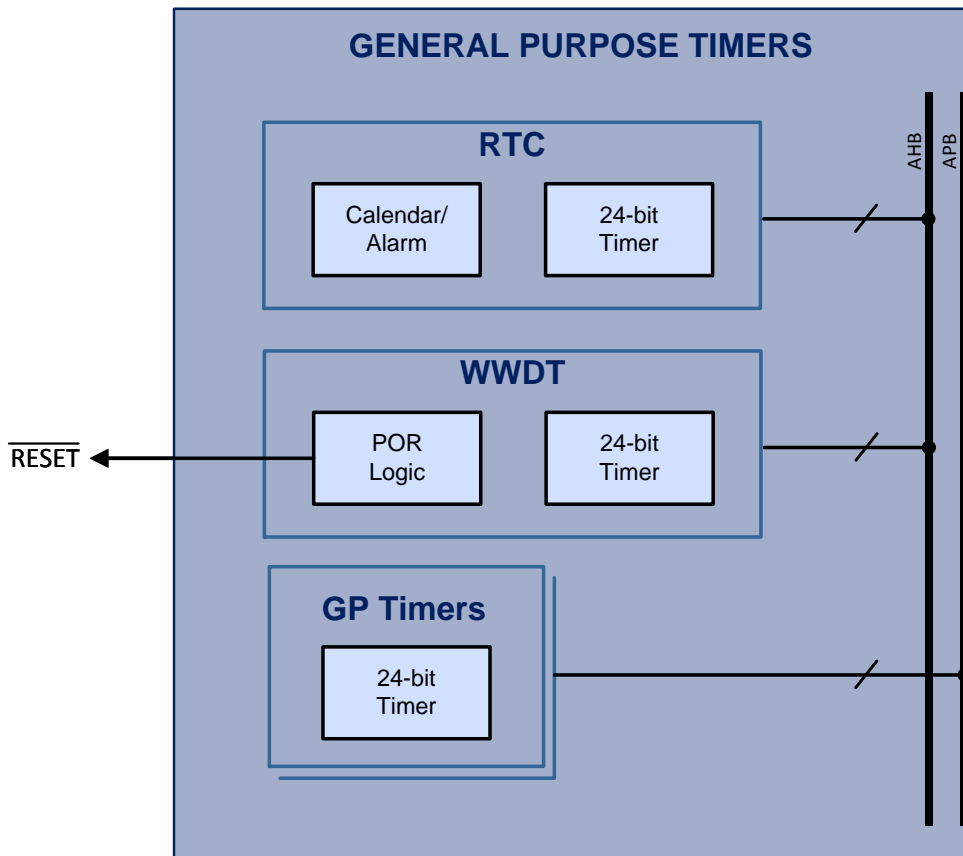 GENERAL PURPOSE TIMERS
AHB
APB
RTC
Calendar/
Alarm
24-bit
Timer
WWDT
POR
Logic
24-bit
Timer
RESET
GP Timers
24-bit
Timer